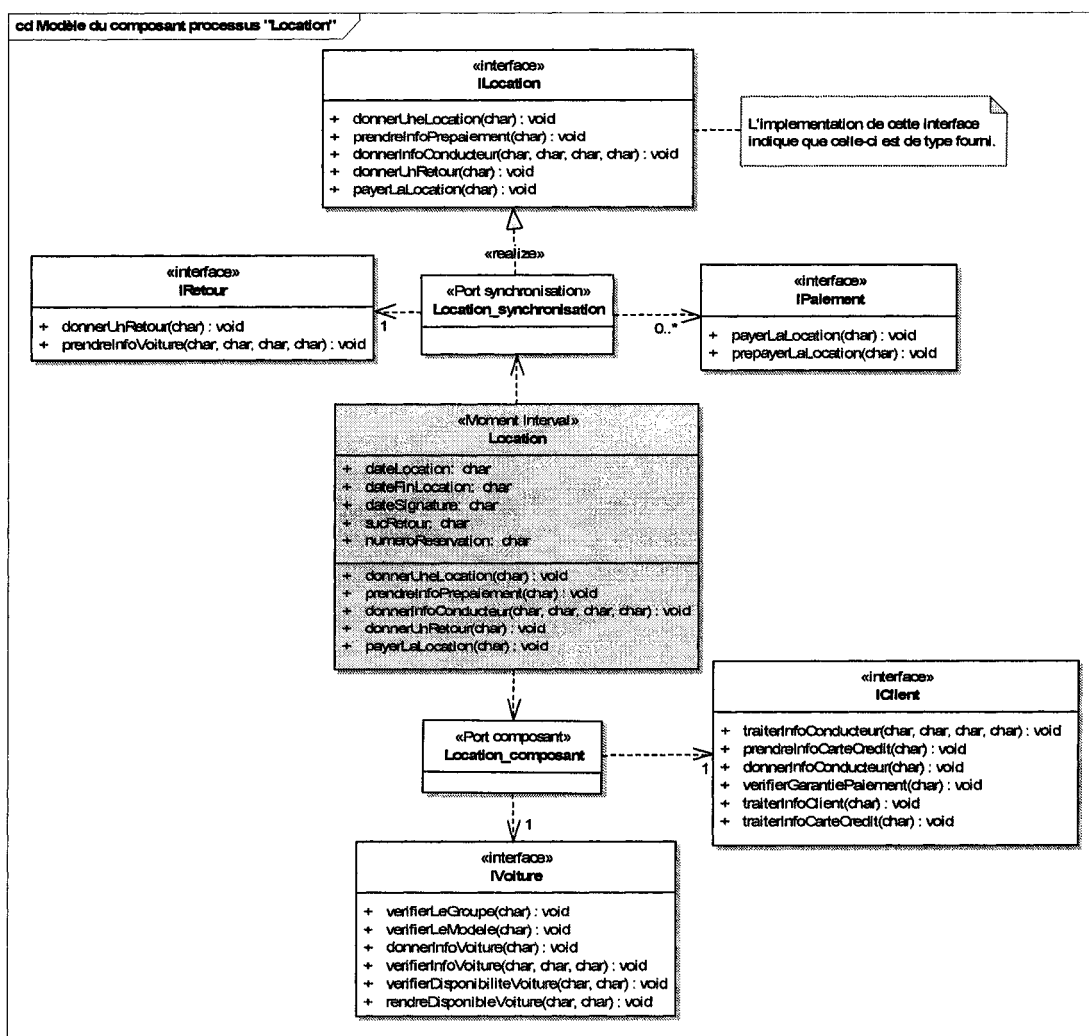 cd Modèle du composant processus "Location"
«interface»
ILocation
+ donnerUneLocation(char) : void
+ prendreInfoPrepaiement(char) : void
+ donnerInfoConducteur(char, char, char, char) : void
+ donnerUnRetour(char) : void
+ payerLaLocation(char) : void
L'implementation de cette interface
indique que celle-ci est de type fourni.
«realize»
«interface»
IRetour
+ donnerUnRetour(char) : void
+ prendreInfoVoiture(char, char, char, char) : void
1
«Port synchronisation»
Location_synchronisation
0..*
«interface»
IPaiement
+ payerLaLocation(char) : void
+ prepayerLaLocation(char) : void
«Moment Interval»
Location
+ dateLocation: char
+ dateFinLocation: char
+ dateSignature: char
+ sucRetour: char
+ numeroReservation: char
+ donnerUneLocation(char) : void
+ prendreInfoPrepaiement(char) : void
+ donnerInfoConducteur(char, char, char, char) : void
+ donnerUnRetour(char) : void
+ payerLaLocation(char) : void
«Port composant»
Location_composant
1
«interface»
IClient
+ traiterInfoConducteur(char, char, char, char) : void
+ prendreInfoCarteCredit(char) : void
+ donnerInfoConducteur(char) : void
+ verifierGarantiePaiement(char) : void
+ traiterInfoClient(char) : void
+ traiterInfoCarteCredit(char) : void
1
«interface»
IVoiture
+ verifierLeGroupe(char) : void
+ verifierLeModele(char) : void
+ donnerInfoVoiture(char) : void
+ verifierInfoVoiture(char, char, char) : void
+ verifierDisponibiliteVoiture(char, char) : void
+ rendreDisponibleVoiture(char, char) : void